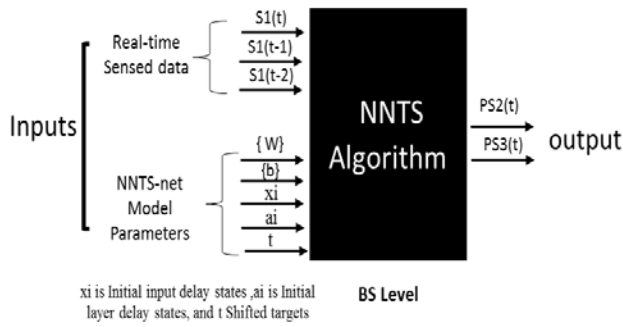 Inputs
Real-time
Sensed data
S1(t)
S1(t-1)
S1(t-2)
NNTS-net
Model
Parameters
{ W}
{b}
xi
ai
t
NNTS
Algorithm
PS2(t)
PS3(t)
output
xi is Initial input delay states ,ai is Initial
layer delay states, and t Shifted targets
BS Level